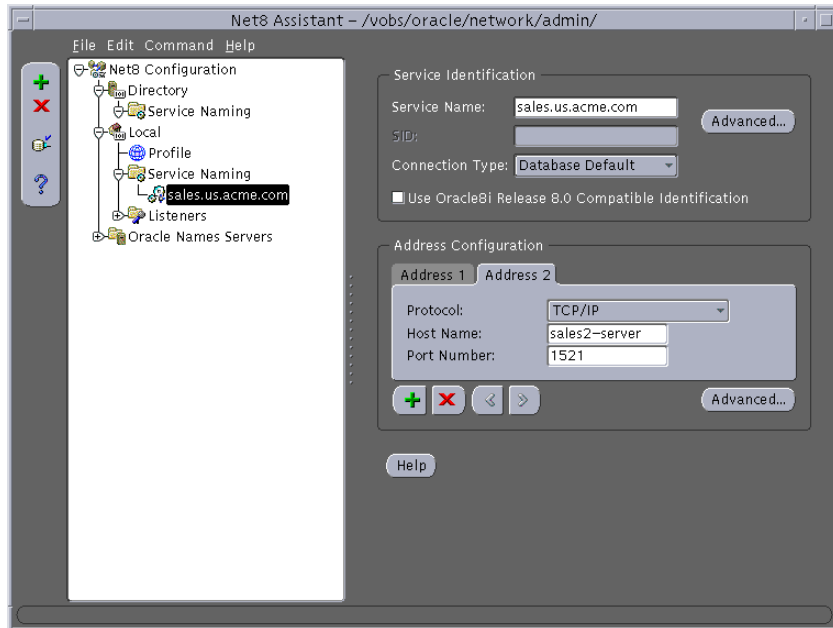 Net8 Assistant – /vobs/oracle/network/admin/
File Edit Command Help
Net8 Configuration
Directory
Service Naming
Local
Profile
Service Naming
sales.us.acme.com
Listeners
Oracle Names Servers
Service Identification
Service Name: sales.us.acme.com
Advanced...
SID:
Connection Type: Database Default
Use Oracle8i Release 8.0 Compatible Identification
Address Configuration
Address 1 Address 2
Protocol: TCP/IP
Host Name: sales2–server
Port Number: 1521
Advanced...
Help